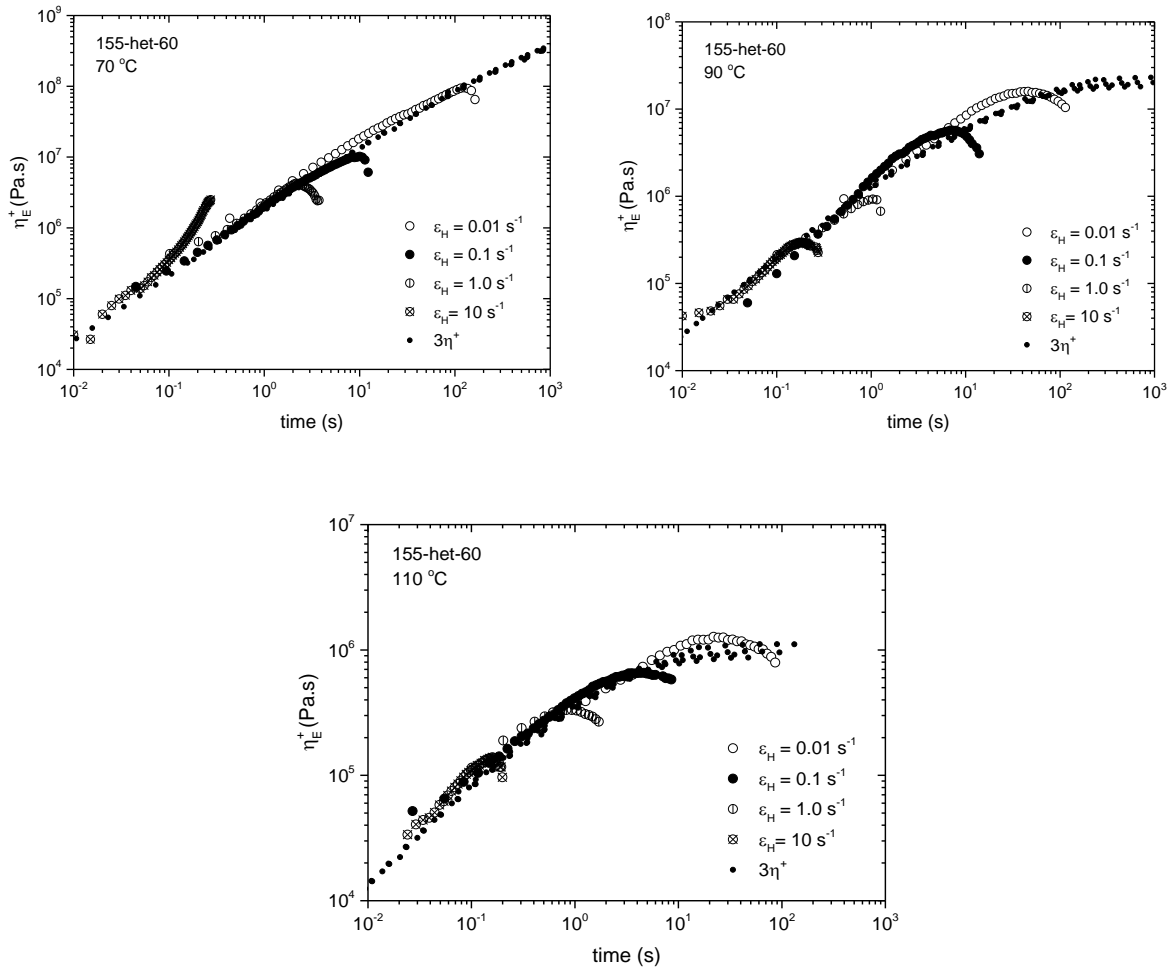 155-het-60
70 °C
10⁹
10⁸
10⁷
10⁶
10⁵
10⁴
η_E⁺ (Pa.s)
ε_H = 0.01 s⁻¹
ε_H = 0.1 s⁻¹
ε_H = 1.0 s⁻¹
ε_H= 10 s⁻¹
3η⁺
10⁻² 10⁻¹ 10⁰ 10¹ 10² 10³
time (s)
155-het-60
90 °C
10⁸
10⁷
10⁶
10⁵
10⁴
η_E⁺ (Pa.s)
ε_H = 0.01 s⁻¹
ε_H = 0.1 s⁻¹
ε_H = 1.0 s⁻¹
ε_H= 10 s⁻¹
3η⁺
10⁻² 10⁻¹ 10⁰ 10¹ 10² 10³
time (s)
155-het-60
110 °C
10⁷
10⁶
10⁵
10⁴
η_E⁺ (Pa.s)
ε_H = 0.01 s⁻¹
ε_H = 0.1 s⁻¹
ε_H = 1.0 s⁻¹
ε_H = 10 s⁻¹
3η⁺
10⁻² 10⁻¹ 10⁰ 10¹ 10² 10³
time (s)